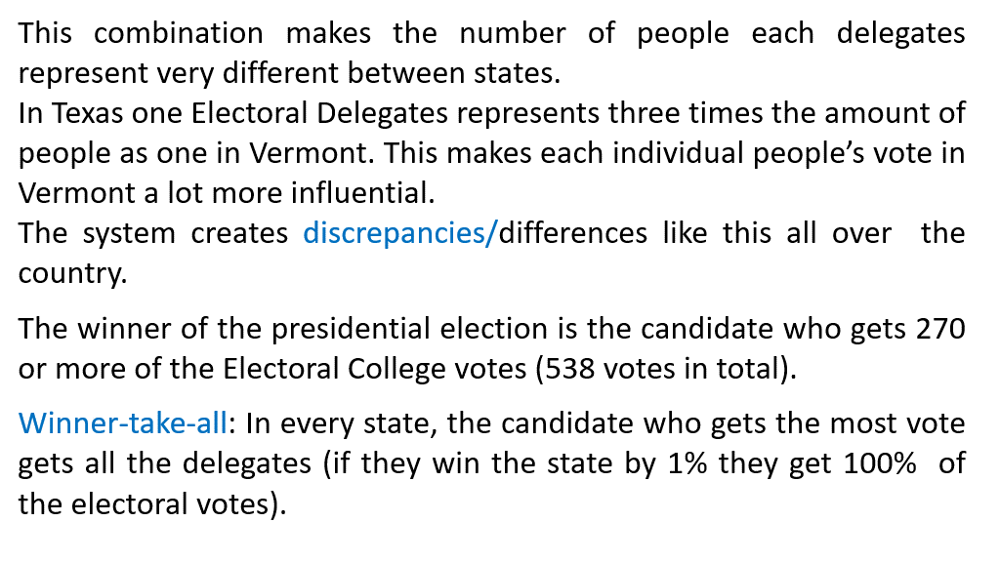 This combination makes the number of people each delegates
represent very different between states.
In Texas one Electoral Delegates represents three times the amount of
people as one in Vermont. This makes each individual people’s vote in
Vermont a lot more influential.
The system creates discrepancies/differences like this all over the
country.
The winner of the presidential election is the candidate who gets 270
or more of the Electoral College votes (538 votes in total).
Winner-take-all: In every state, the candidate who gets the most vote
gets all the delegates (if they win the state by 1% they get 100% of
the electoral votes).